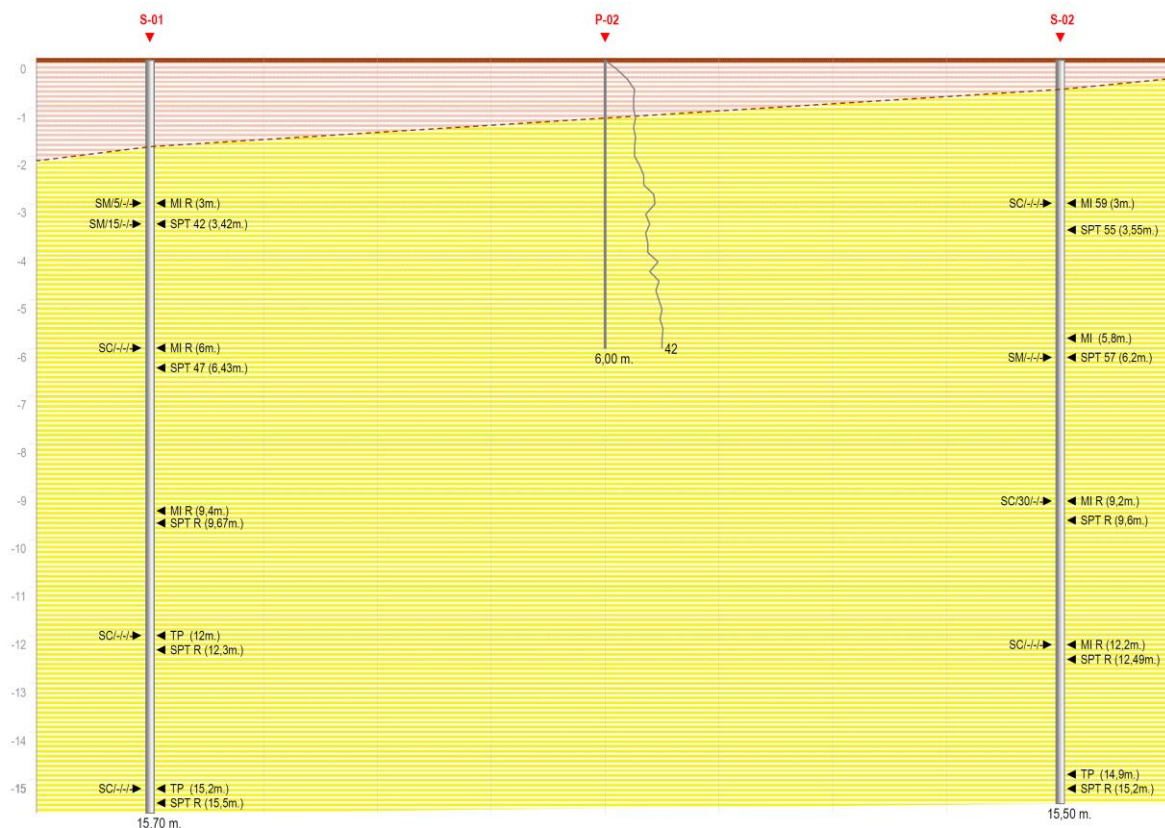 S-01
P-02
S-02
0
-1
-2
SM/5/-/- MI R (3m.)
SC/-/-/- MI 59 (3m.)
-3
SM/15/-/- SPT 42 (3,42m.)
SPT 55 (3,55m.)
-4
-5
MI (5,8m.)
SC/-/-/- MI R (6m.)
6,00 m.
42
SM/-/-/- SPT 57 (6,2m.)
-6
SPT 47 (6,43m.)
-7
-8
-9
SC/30/-/- MI R (9,2m.)
MI R (9,4m.)
SPT R (9,6m.)
SPT R (9,67m.)
-10
-11
SC/-/-/- TP (12m.)
-12
SC/-/-/- MI R (12,2m.)
SPT R (12,3m.)
SPT R (12,49m.)
-13
-14
TP (14,9m.)
-15
SC/-/-/- TP (15,2m.)
SPT R (15,2m.)
SPT R (15,5m.)
15.70 m.
15,50 m.